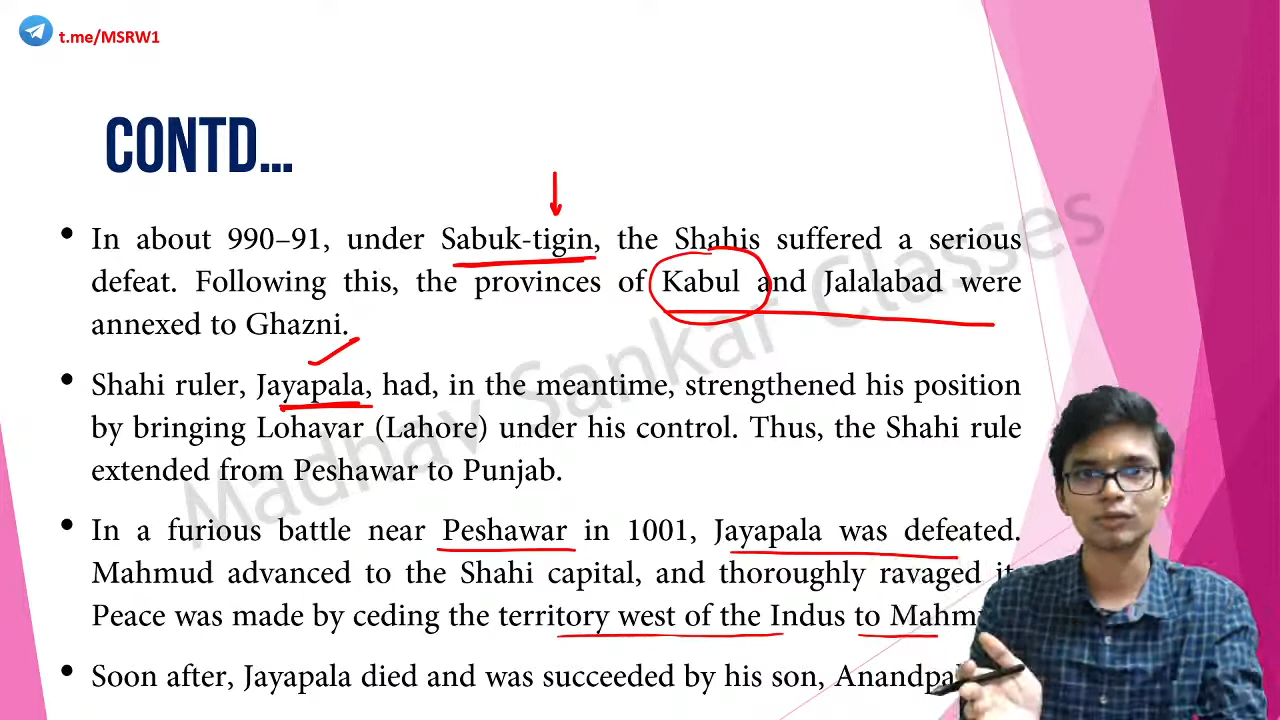 t.me/MSRW1
CONTD...
• In about 990–91, under Sabuk-tigin, the Shahis suffered a serious
defeat. Following this, the provinces of Kabul and Jalalabad were
annexed to Ghazni.
• Shahi ruler, Jayapala, had, in the meantime, strengthened his position
by bringing Lohavar (Lahore) under his control. Thus, the Shahi rule
extended from Peshawar to Punjab.
• In a furious battle near Peshawar in 1001, Jayapala was defeated.
Mahmud advanced to the Shahi capital, and thoroughly ravaged it.
Peace was made by ceding the territory west of the Indus to
• Soon after, Jayapala died and was succeeded by his son,
Madhav Sankar Classes